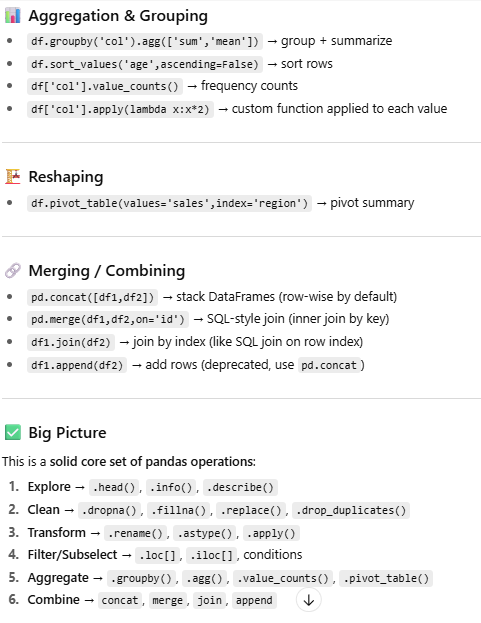 Aggregation & Grouping
df.groupby('col').agg(['sum','mean']) → group + summarize
df.sort_values('age',ascending=False) → sort rows
df['col'].value_counts() → frequency counts
df['col'].apply(lambda x:x*2) → custom function applied to each value
Reshaping
df.pivot_table(values='sales',index='region') → pivot summary
Merging / Combining
pd.concat([df1,df2]) → stack DataFrames (row-wise by default)
pd.merge(df1,df2,on='id') → SQL-style join (inner join by key)
df1.join(df2) → join by index (like SQL join on row index)
df1.append(df2) → add rows (deprecated, use pd.concat)
Big Picture
This is a solid core set of pandas operations:
1. Explore → .head(), .info(), .describe()
2. Clean → .dropna(), .fillna(), .replace(), .drop_duplicates()
3. Transform → .rename(), .astype(), .apply()
4. Filter/Subselect → .loc[], .iloc[], conditions
5. Aggregate → .groupby(), .agg(), .value_counts(), .pivot_table()
6. Combine → concat, merge, join, append